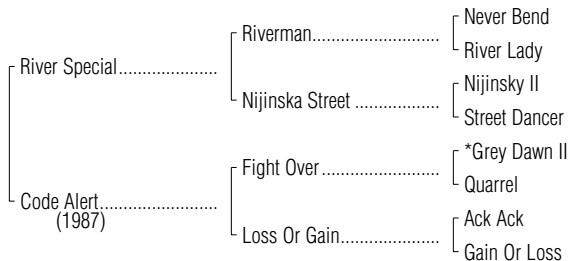 Never Bend
Riverman........................
River Lady
River Special....................
Nijinsky II
Nijinska Street .................
Street Dancer
*Grey Dawn II
Fight Over .......................
Quarrel
Code Alert.......................
(1987)
Ack Ack
Loss Or Gain...................
Gain Or Loss